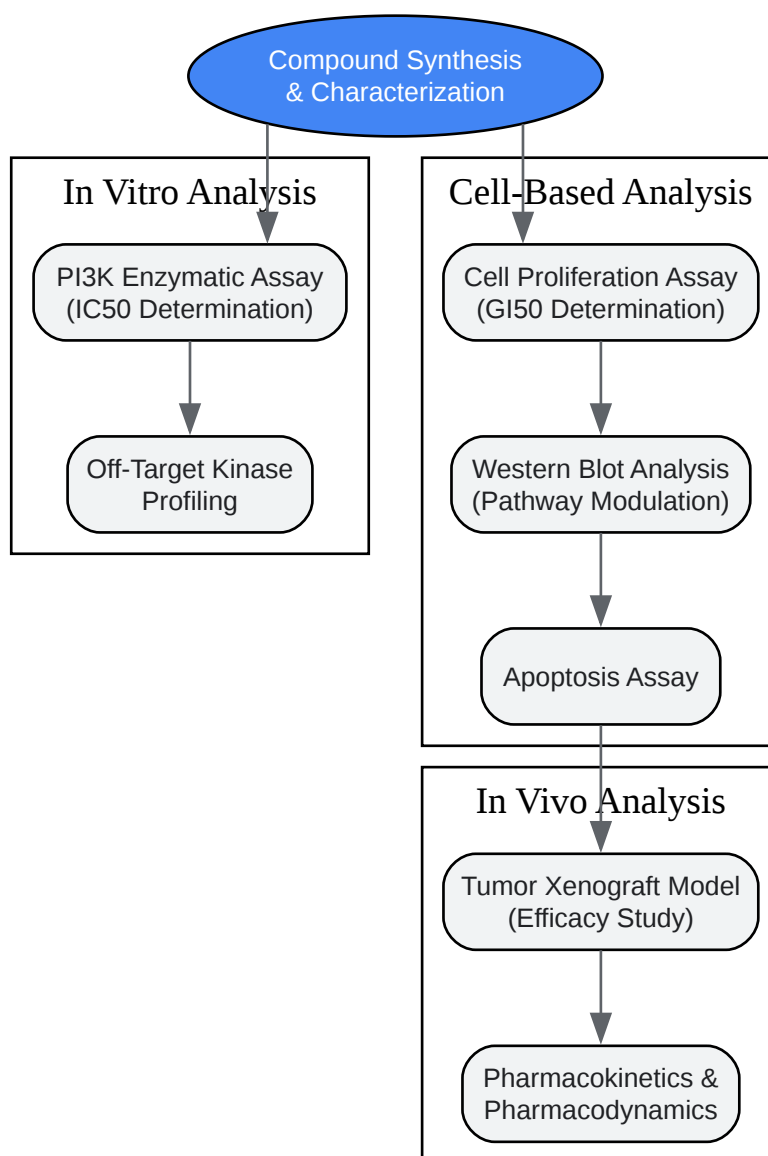 Compound Synthesis
& Characterization
In Vitro Analysis
PI3K Enzymatic Assay
(IC50 Determination)
Off-Target Kinase
Profiling
Cell-Based Analysis
Cell Proliferation Assay
(GI50 Determination)
Western Blot Analysis
(Pathway Modulation)
Apoptosis Assay
In Vivo Analysis
Tumor Xenograft Model
(Efficacy Study)
Pharmacokinetics &
Pharmacodynamics